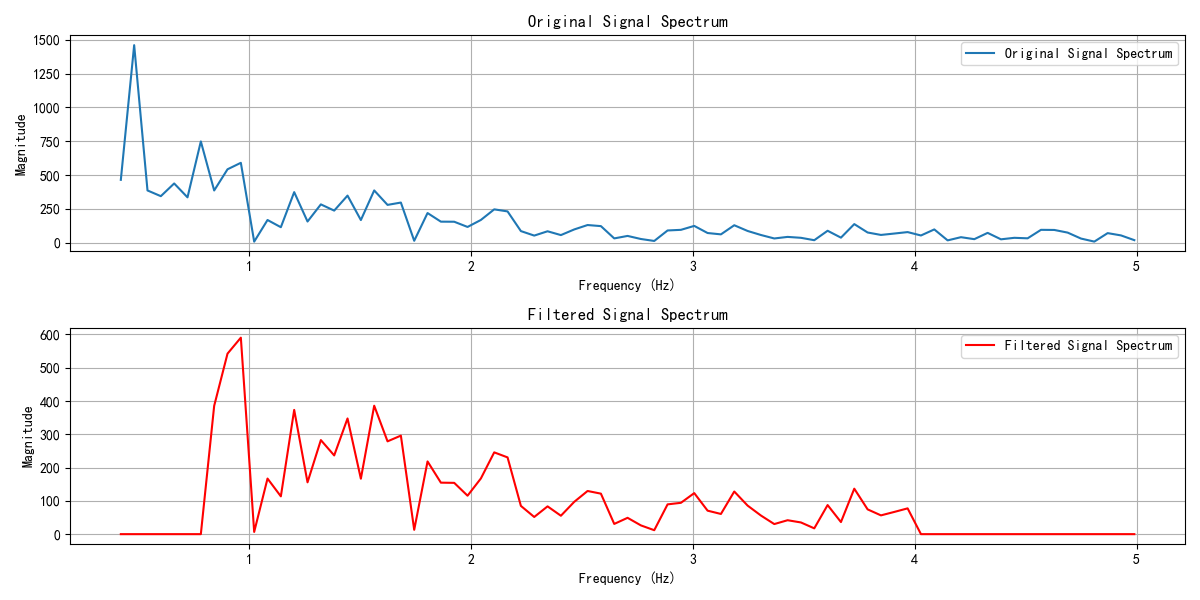 Original Signal Spectrum
1500
1250
1000
750
500
250
0
Magnitude
Original Signal Spectrum
1 2 3 4 5
Frequency (Hz)
Filtered Signal Spectrum
600
500
400
300
200
100
0
Magnitude
Filtered Signal Spectrum
1 2 3 4 5
Frequency (Hz)